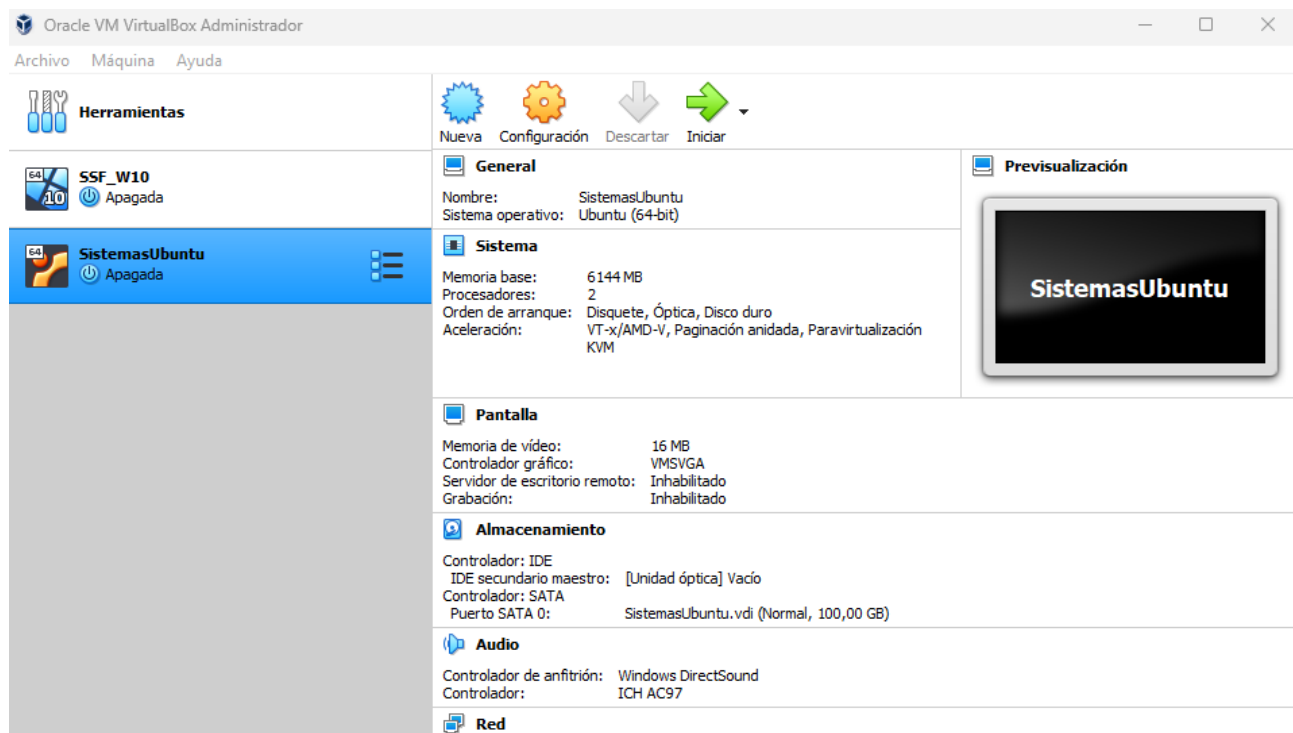 Oracle VM VirtualBox Administrador
Archivo Máquina Ayuda
Herramientas
64
10
SSF_W10
Apagada
64
SistemasUbuntu
Apagada
Nueva Configuración Descartar Iniciar
General
Nombre: SistemasUbuntu
Sistema operativo: Ubuntu (64-bit)
Sistema
Memoria base: 6144 MB
Procesadores: 2
Orden de arranque: Disquete, Óptica, Disco duro
Aceleración: VT-x/AMD-V, Paginación anidada, Paravirtualización
KVM
Previsualización
SistemasUbuntu
Pantalla
Memoria de vídeo: 16 MB
Controlador gráfico: VMSVGA
Servidor de escritorio remoto: Inhabilitado
Grabación: Inhabilitado
Almacenamiento
Controlador: IDE
IDE secundario maestro: [Unidad óptica] Vacío
Controlador: SATA
Puerto SATA 0: SistemasUbuntu.vdi (Normal, 100,00 GB)
Audio
Controlador de anfitrión: Windows DirectSound
Controlador: ICH AC97
Red